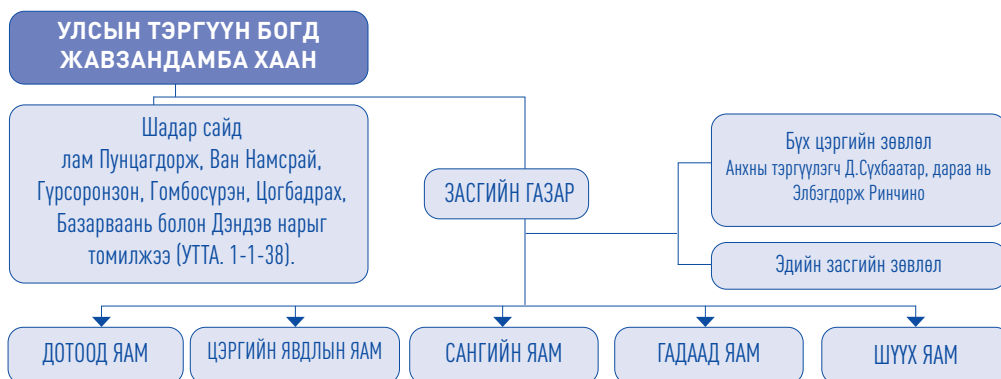 УЛСЫН ТЭРГҮҮН БОГД
ЖАВЗАНДАМБА ХААН
Шадар сайд
лам Пунцагдорж, Ван Намсрай,
Гүрсоронзон, Гомбосүрэн, Цогбадрах,
Базарваань болон Дэндэв нарыг
томилжээ (УТТА. 1-1-38).
ЗАСГИЙН ГАЗАР
Бүх цэргийн зөвлөл
Анхны тэргүүлэгч Д.Сүхбаатар, дараа нь
Элбэгдорж Ринчино
Эдийн засгийн зөвлөл
ДОТООД ЯАМ
ЦЭРГИЙН ЯВДЛЫН ЯАМ
САНГИЙН ЯАМ
ГАДААД ЯАМ
ШҮҮХ ЯАМ